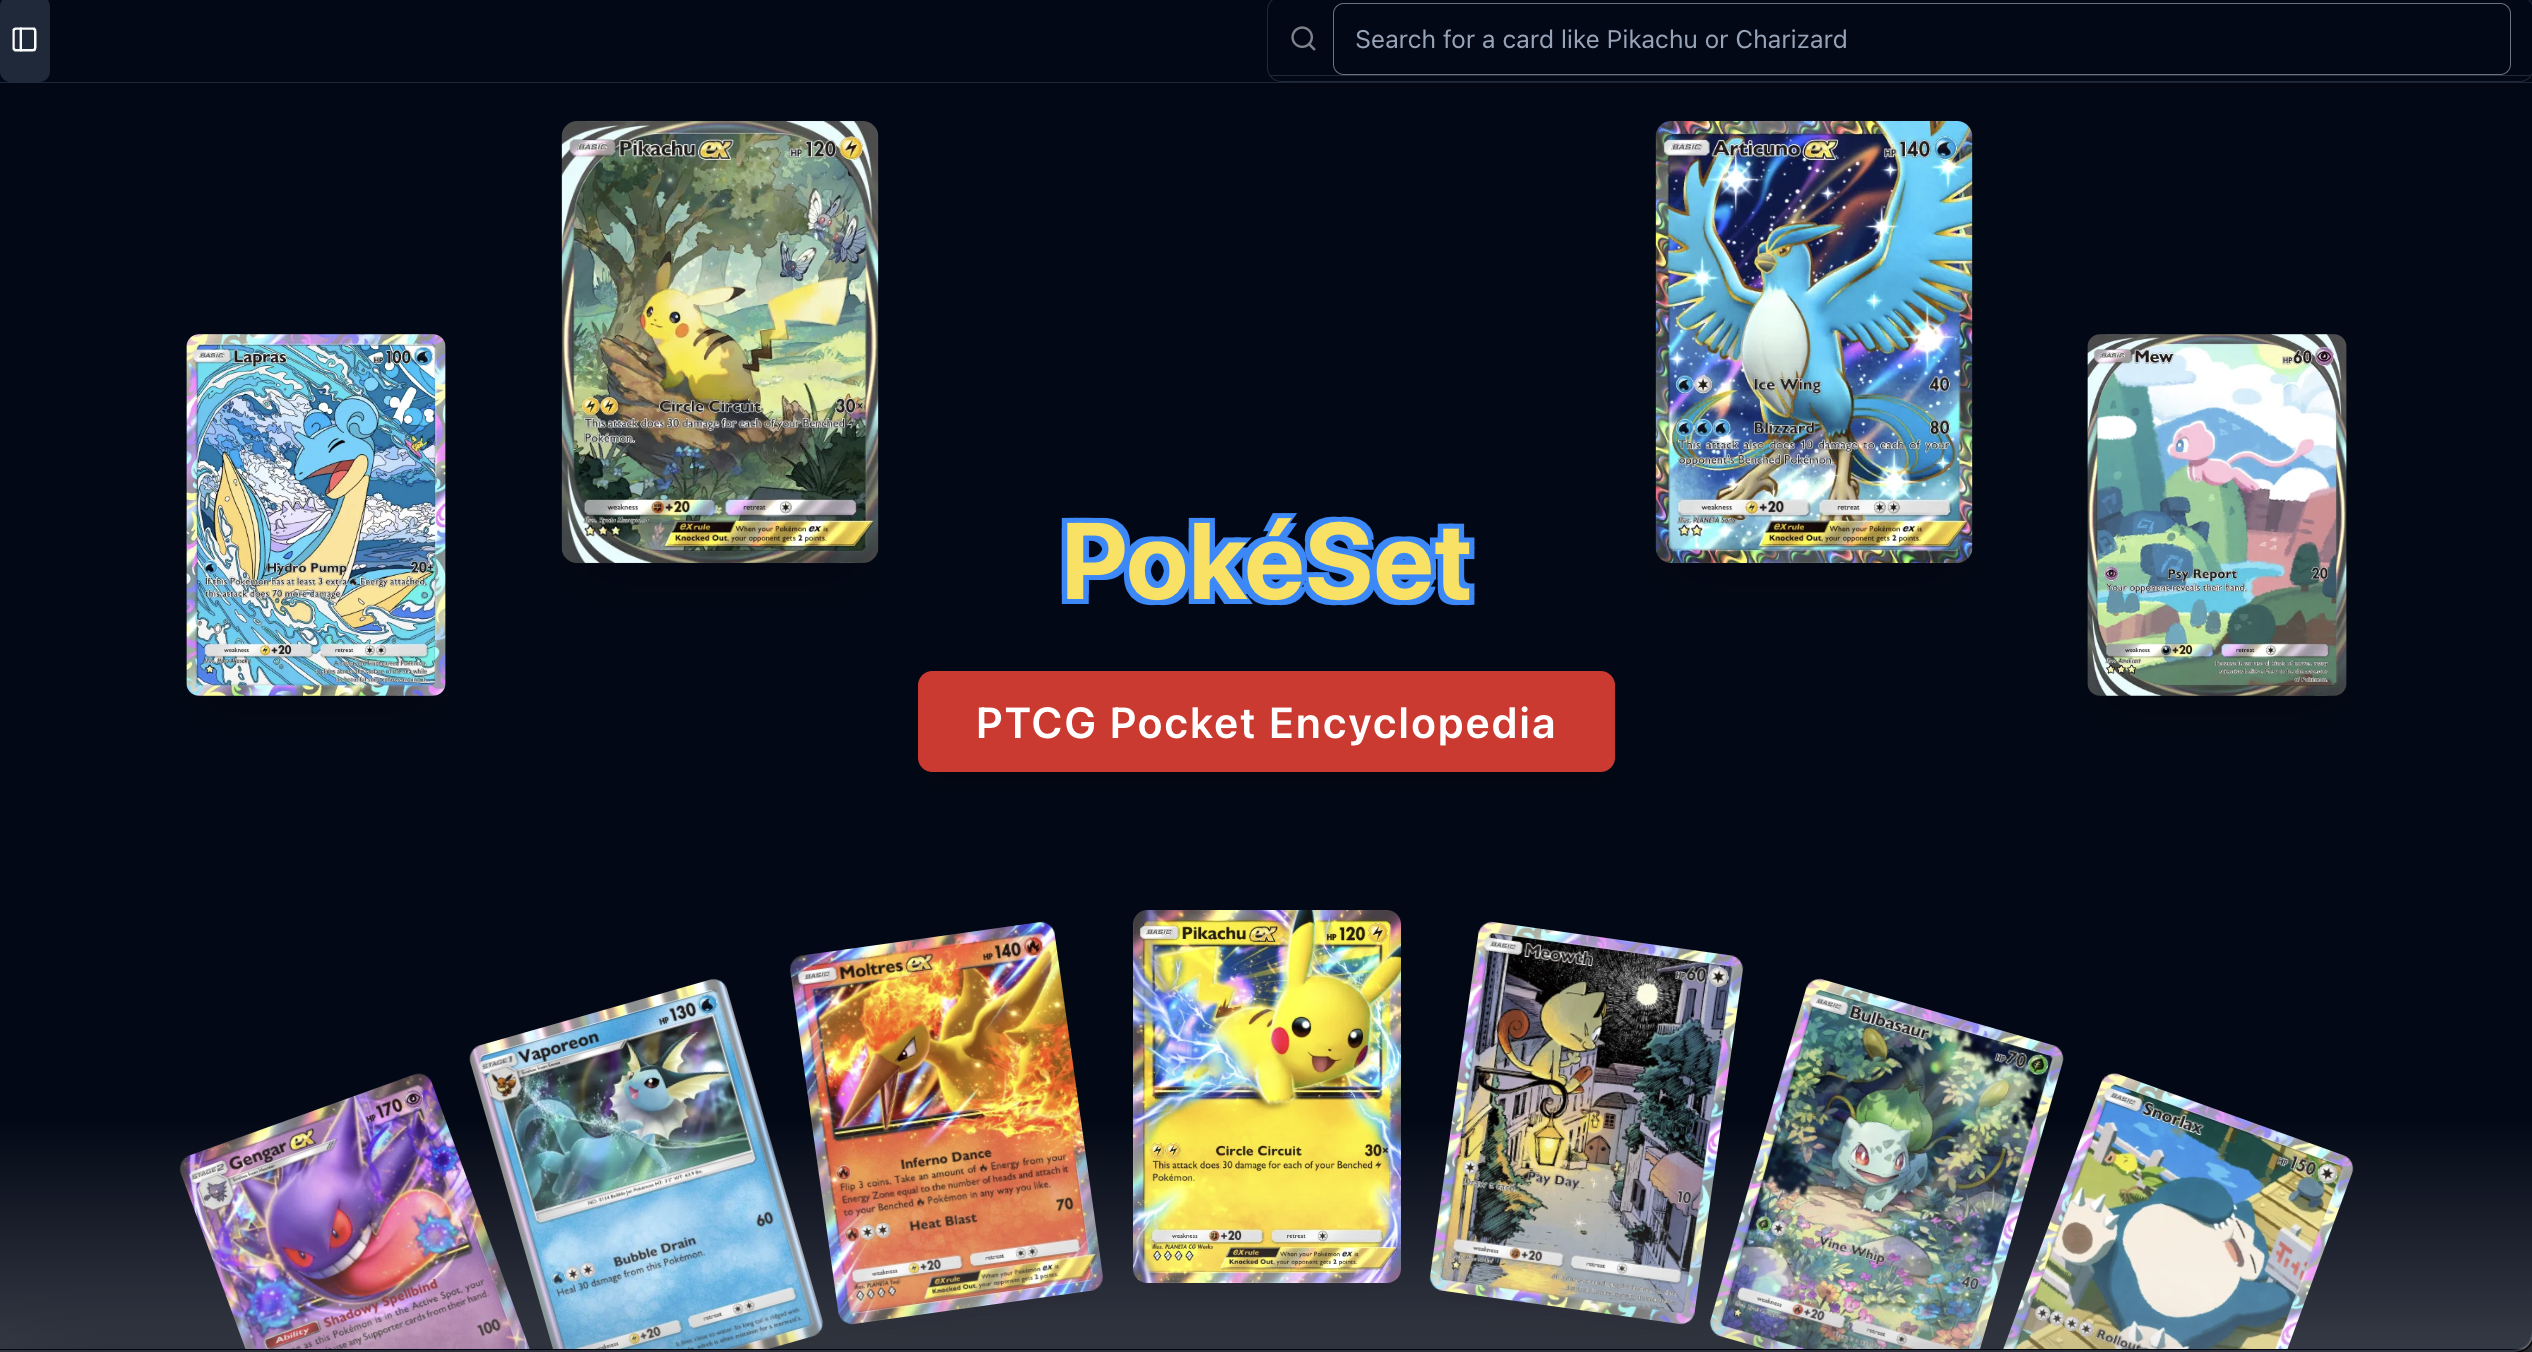 Search for a card like Pikachu or Charizard
BASIC Pikachu ex HP 120
Circle Circuit 30×
This attack does 30 damage for each of your Benched
Pokémon.
weakness +20 retreat
ex rule When your Pokémon ex is
Knocked Out, your opponent gets 2 points.
BASIC Articuno ex HP 140
Ice Wing 40
Blizzard 80
This attack also does 10 damage to each of your
opponent's Benched Pokémon.
weakness +20 retreat
ex rule When your Pokémon ex is
Knocked Out, your opponent gets 2 points.
BASIC Lapras HP 100
Hydro Pump 20+
If this Pokémon has at least 3 extra Energy attached,
this attack does 70 more damage.
weakness +20 retreat
BASIC Mew HP 60
Psy Report 20
Your opponent reveals their hand.
weakness +20 retreat
PokéSet
PTCG Pocket Encyclopedia
STAGE 2 Gengar ex HP 170
Ability Shadowy Spellbind
as this Pokémon is in the Active Spot, your
use any Supporter cards from their hand.
100
STAGE 1 Vaporeon HP 130
Bubble Drain 60
Heal 30 damage from this Pokémon.
weakness +20 retreat
BASIC Moltres ex HP 140
Inferno Dance
Flip 3 coins. Take an amount of Energy from your
Energy Zone equal to the number of heads and attach it
to your Benched Pokémon in any way you like.
Heat Blast 70
weakness +20 retreat
ex rule When your Pokémon ex is
Knocked Out, your opponent gets 2 points.
BASIC Pikachu ex HP 120
Circle Circuit 30×
This attack does 30 damage for each of your Benched
Pokémon.
weakness +20 retreat
Illus. PLANETA CG Works
ex rule When your Pokémon ex is
Knocked Out, your opponent gets 2 points.
BASIC Meowth HP 60
Pay Day 10
weakness +20 retreat
BASIC Bulbasaur HP 70
Vine Whip 40
weakness +20 retreat
BASIC Snorlax HP 150
Rollout